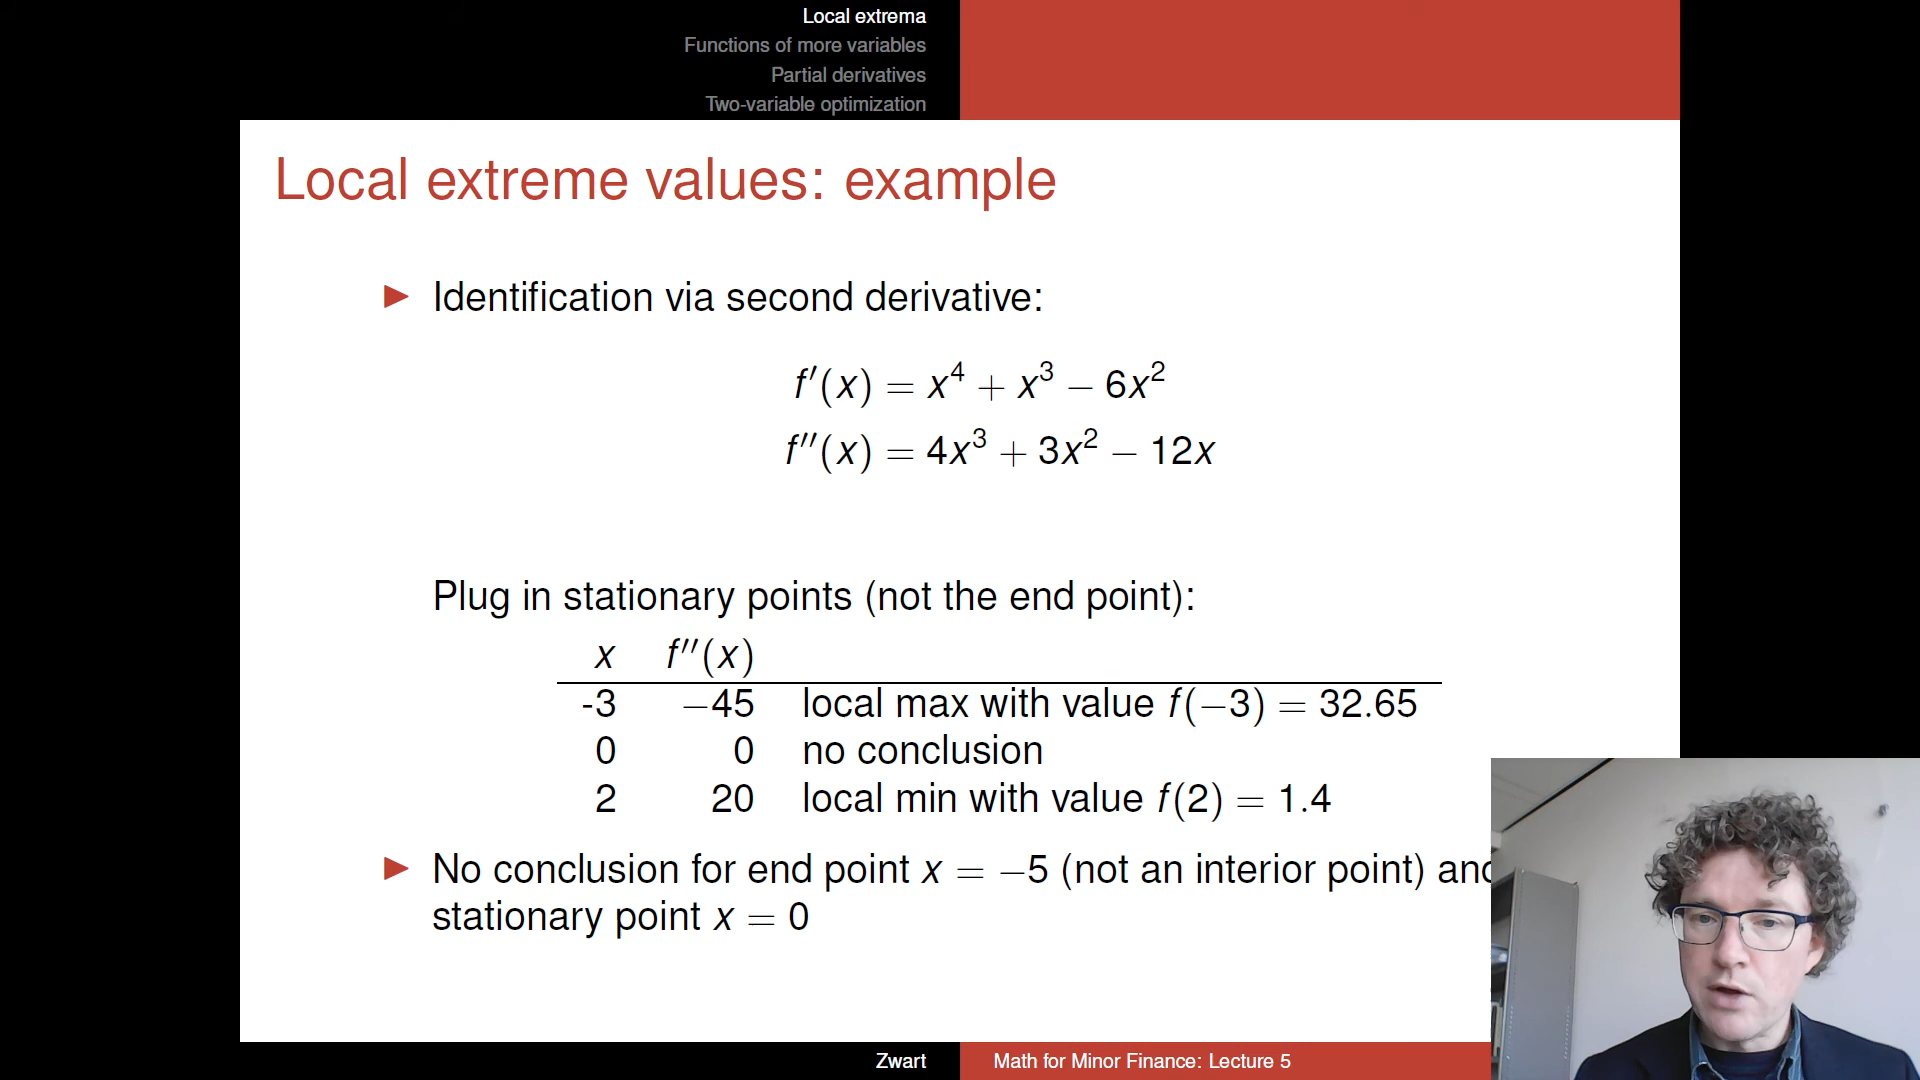 Local extrema
Functions of more variables
Partial derivatives
Two-variable optimization
Local extreme values: example
► Identification via second derivative:
f′(x) = x⁴ + x³ − 6x²
f″(x) = 4x³ + 3x² − 12x
Plug in stationary points (not the end point):
x f″(x)
-3 −45 local max with value f(−3) = 32.65
0 0 no conclusion
2 20 local min with value f(2) = 1.4
► No conclusion for end point x = −5 (not an interior point) and
stationary point x = 0
Zwart Math for Minor Finance: Lecture 5